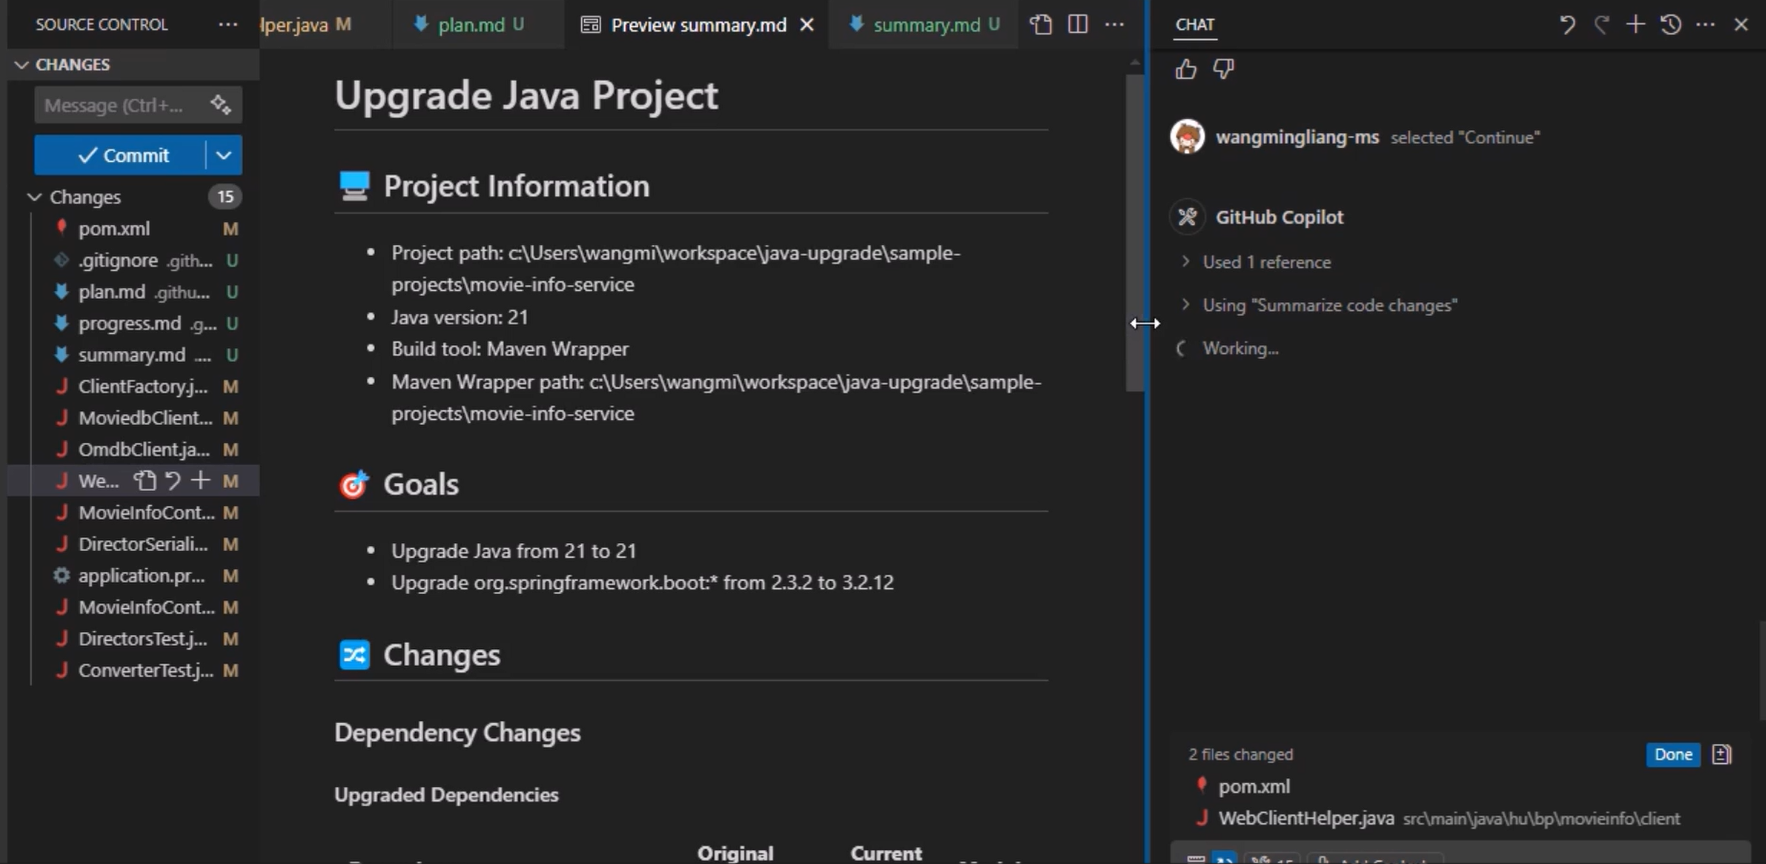 SOURCE CONTROL
CHANGES
Message (Ctrl+...
Commit
Changes 15
pom.xml M
.gitignore .gith... U
plan.md .githu... U
progress.md .g... U
summary.md .... U
ClientFactory.j... M
MoviedbClient... M
OmdbClient.ja... M
We... M
MovieInfoCont... M
DirectorSeriali... M
application.pr... M
MovieInfoCont... M
DirectorsTest.j... M
ConverterTest.j... M
lper.java M
plan.md U
Preview summary.md
summary.md U
Upgrade Java Project
Project Information
• Project path: c:\Users\wangmi\workspace\java-upgrade\sample-
projects\movie-info-service
• Java version: 21
• Build tool: Maven Wrapper
• Maven Wrapper path: c:\Users\wangmi\workspace\java-upgrade\sample-
projects\movie-info-service
Goals
• Upgrade Java from 21 to 21
• Upgrade org.springframework.boot:* from 2.3.2 to 3.2.12
Changes
Dependency Changes
Upgraded Dependencies
Original Current
CHAT
wangmingliang-ms selected "Continue"
GitHub Copilot
Used 1 reference
Using "Summarize code changes"
Working...
2 files changed Done
pom.xml
WebClientHelper.java src\main\java\hu\bp\movieinfo\client